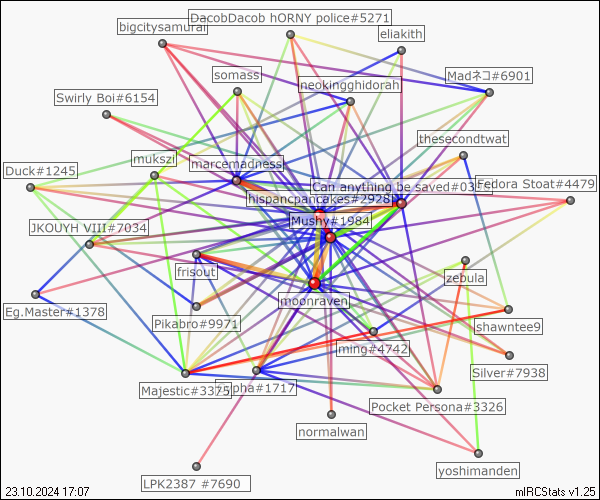 DacobDacob hORNY police#5271
bigcitysamurai
eliakith
somass
neokingghidorah
Madネコ#6901
Swirly Boi#6154
thesecondtwat
mukszi
marcemadness
Duck#1245
Can anything be saved#03
Fedora Stoat#4479
hispancpancakes#2928
Mushy#1984
JKOUYH VIII#7034
frisout
zebula
moonraven
Eg.Master#1378
Pikabro#9971
shawntee9
ming#4742
Silver#7938
Majestic#3375
pha#1717
Pocket Persona#3326
normalwan
yoshimanden
LPK2387 #7690
23.10.2024 17:07
mIRCStats v1.25